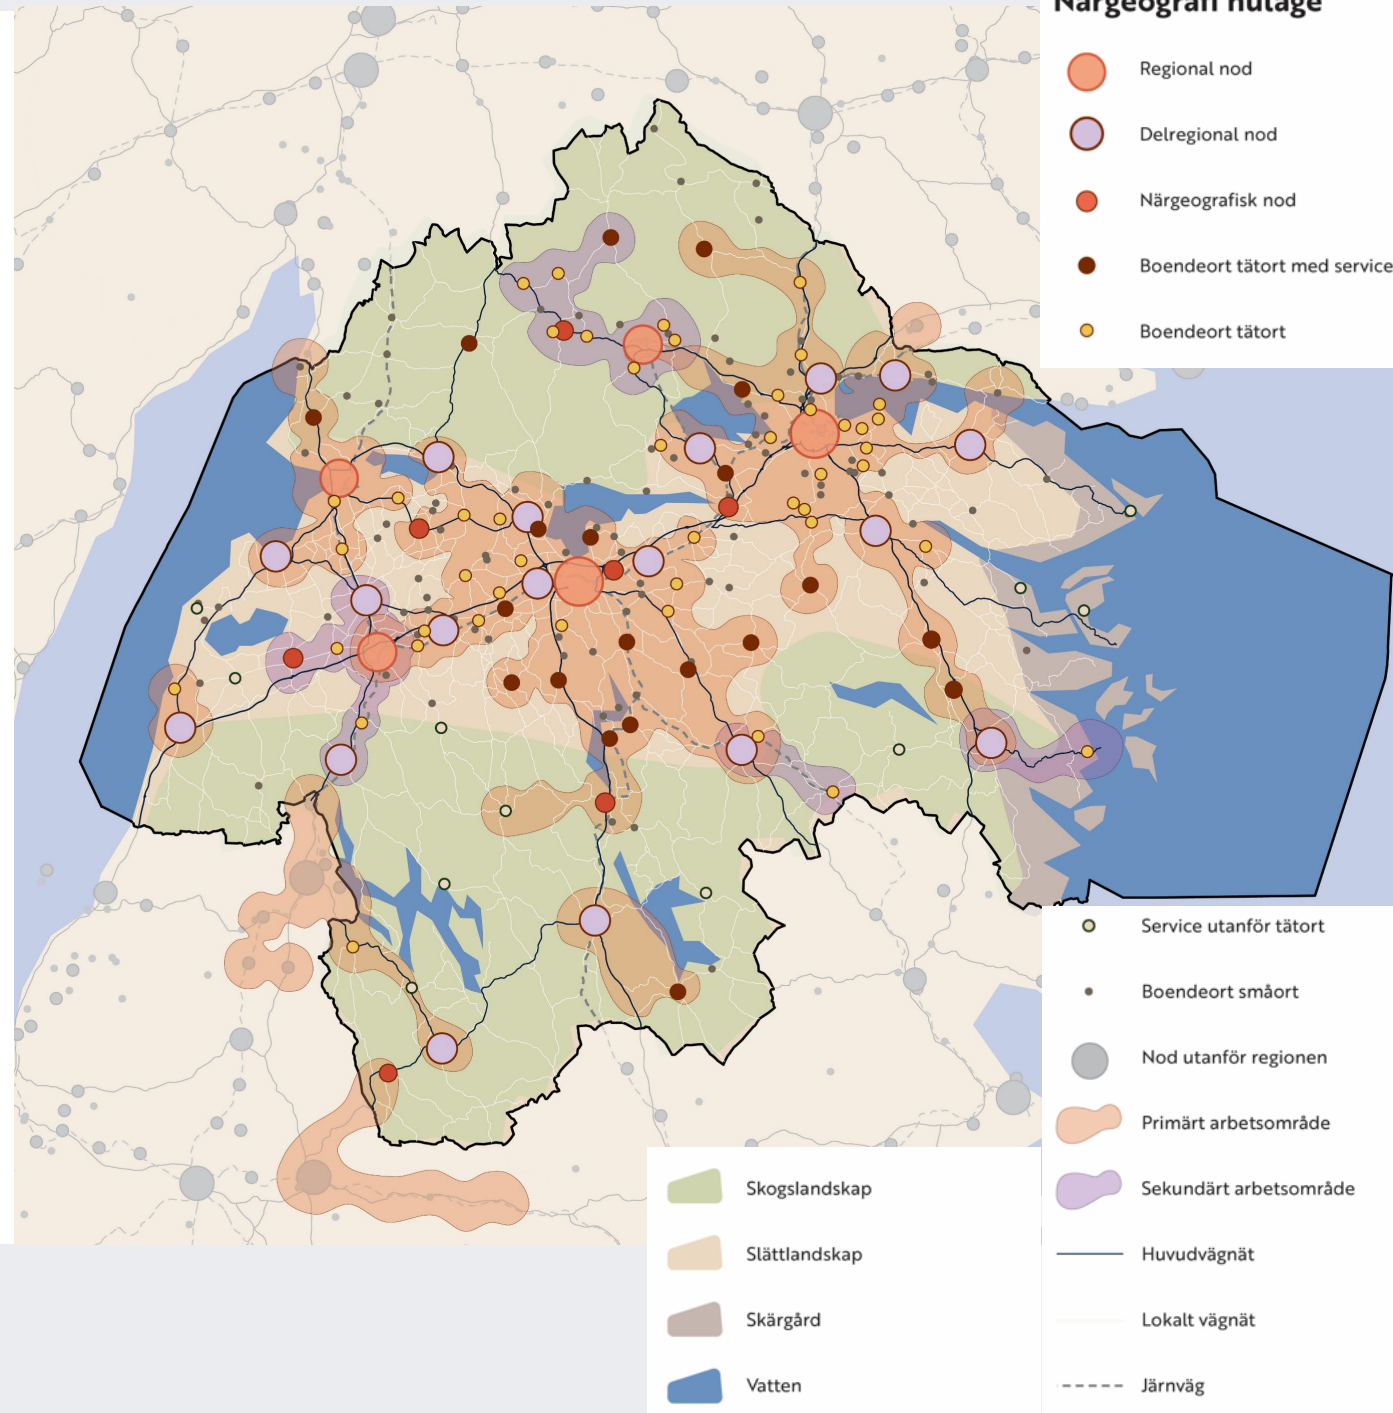 Närgeografi nuläge
Regional nod
Delregional nod
Närgeografisk nod
Boendeort tätort med service
Boendeort tätort
Service utanför tätort
Boendeort småort
Nod utanför regionen
Primärt arbetsområde
Sekundärt arbetsområde
Huvudvägnät
Lokalt vägnät
Järnväg
Skogslandskap
Slättlandskap
Skärgård
Vatten